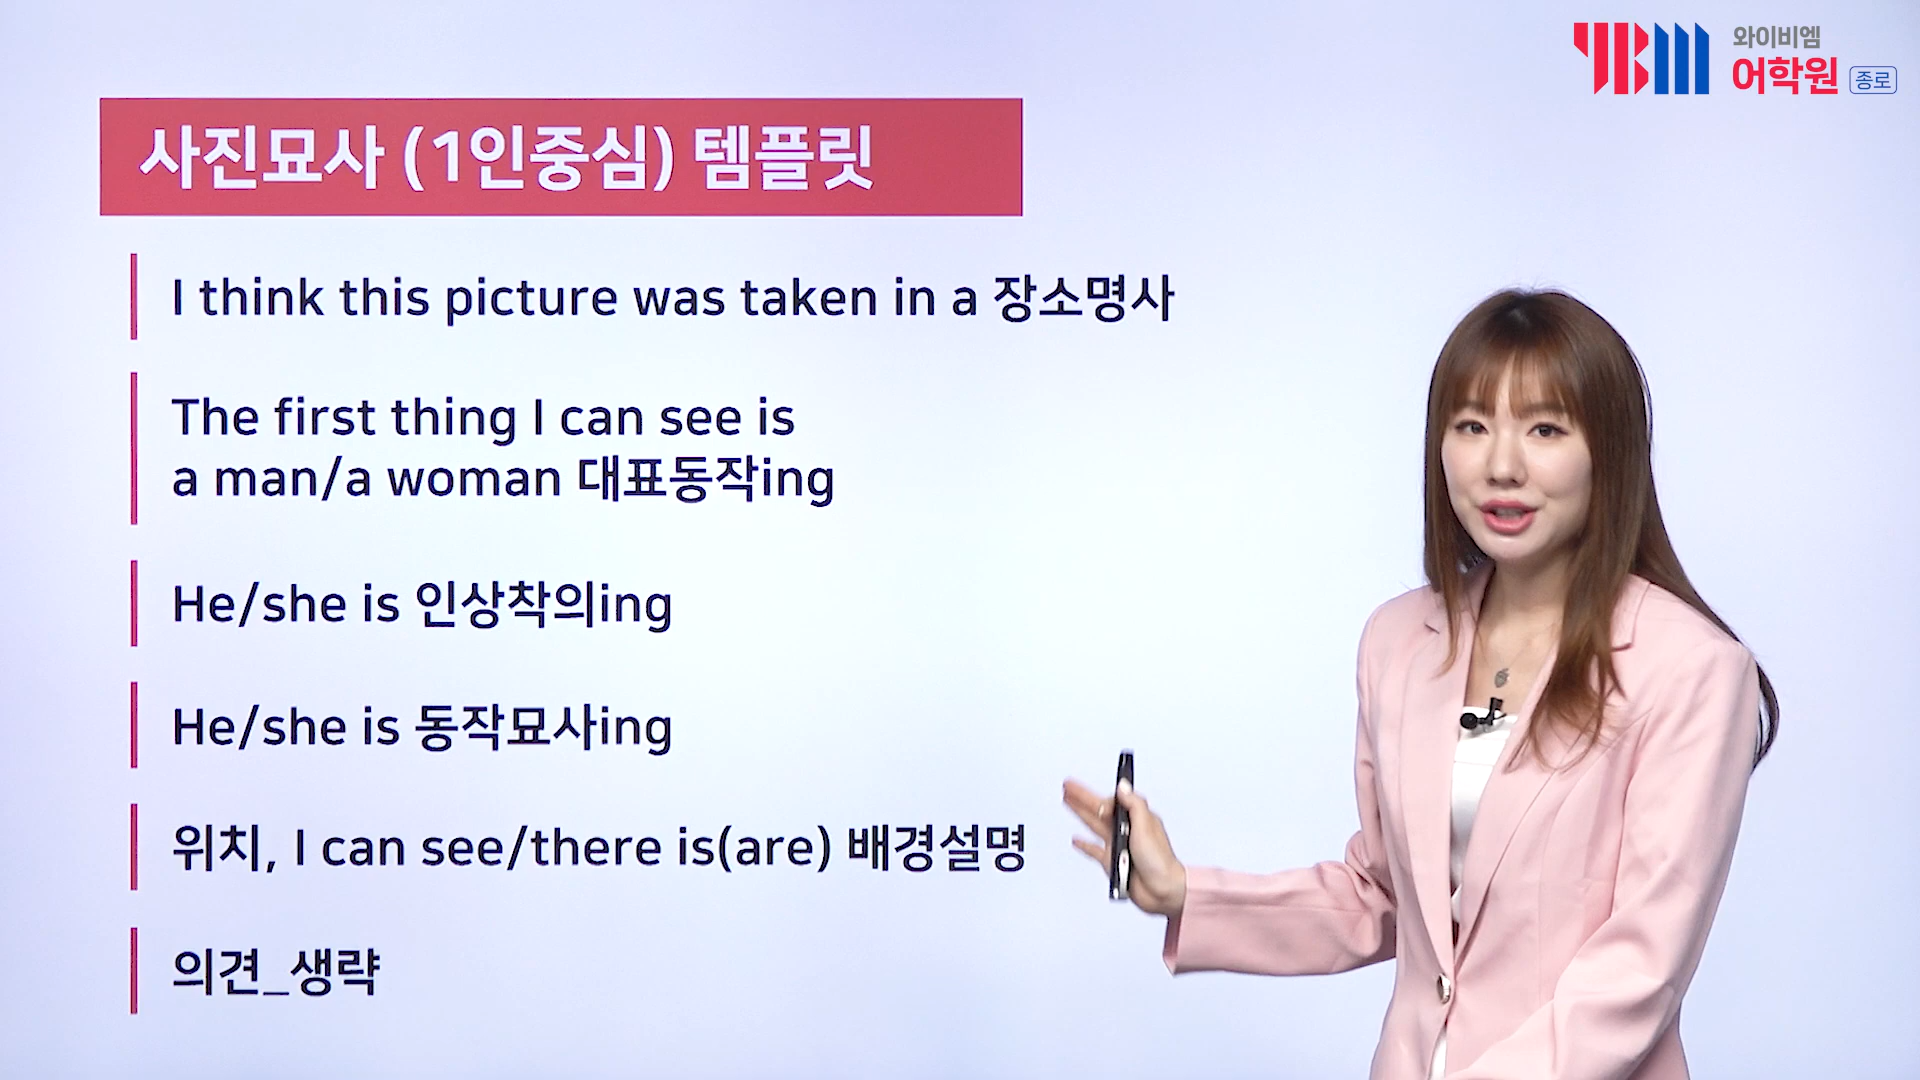 YBM
와이비엠
어학원 종로
사진묘사 (1인중심) 템플릿
I think this picture was taken in a 장소명사
The first thing I can see is
a man/a woman 대표동작ing
He/she is 인상착의ing
He/she is 동작묘사ing
위치, I can see/there is(are) 배경설명
의견_생략